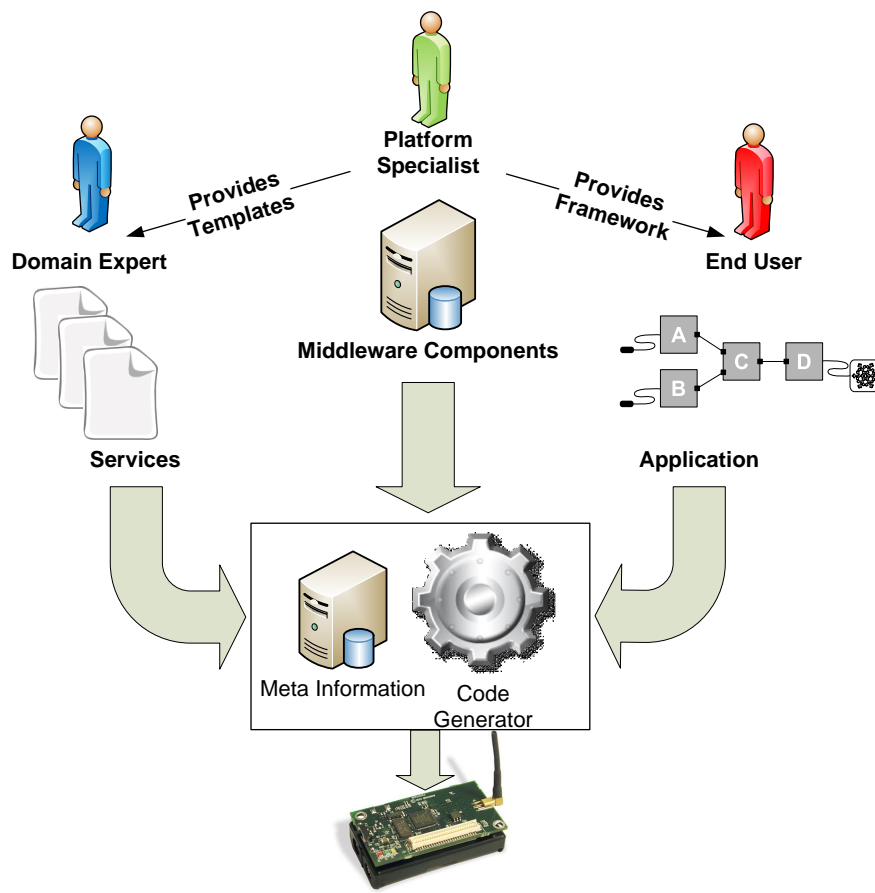 Platform
Specialist
Provides
Templates
Provides
Framework
Domain Expert
End User
Middleware Components
A
B
C
D
Services
Application
Meta Information
Code
Generator